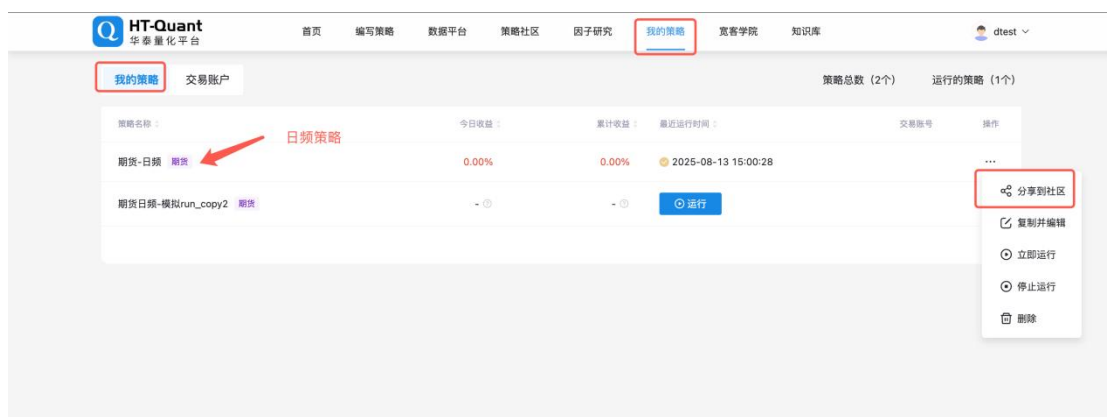 HT-Quant
华泰量化平台
首页 编写策略 数据平台 策略社区 因子研究 我的策略 宽客学院 知识库 dtest
我的策略 交易账户 策略总数（2个） 运行的策略（1个）
策略名称 今日收益 累计收益 最近运行时间 交易账号 操作
日频策略
期货-日频 期货 0.00% 0.00% 2025-08-13 15:00:28 ...
期货日频-模拟run_copy2 期货 - - 运行
分享到社区
复制并编辑
立即运行
停止运行
删除